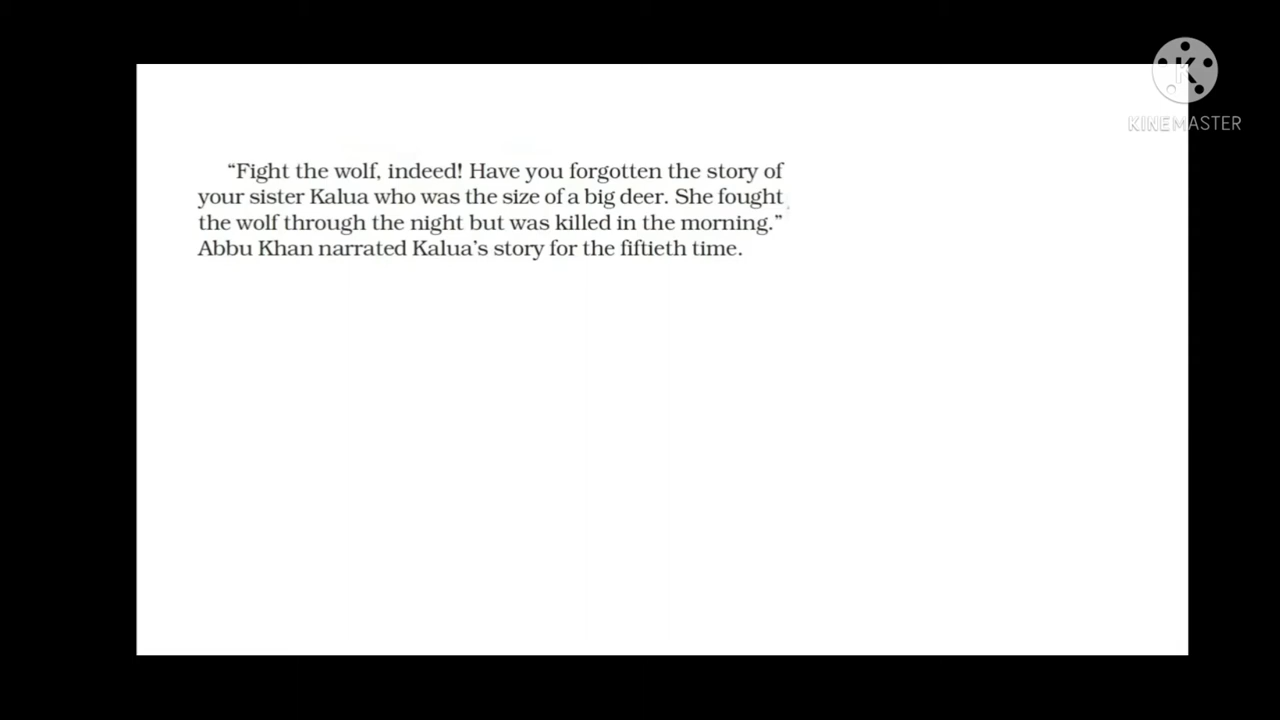 KINEMASTER
“Fight the wolf, indeed! Have you forgotten the story of
your sister Kalua who was the size of a big deer. She fought
the wolf through the night but was killed in the morning.”
Abbu Khan narrated Kalua’s story for the fiftieth time.